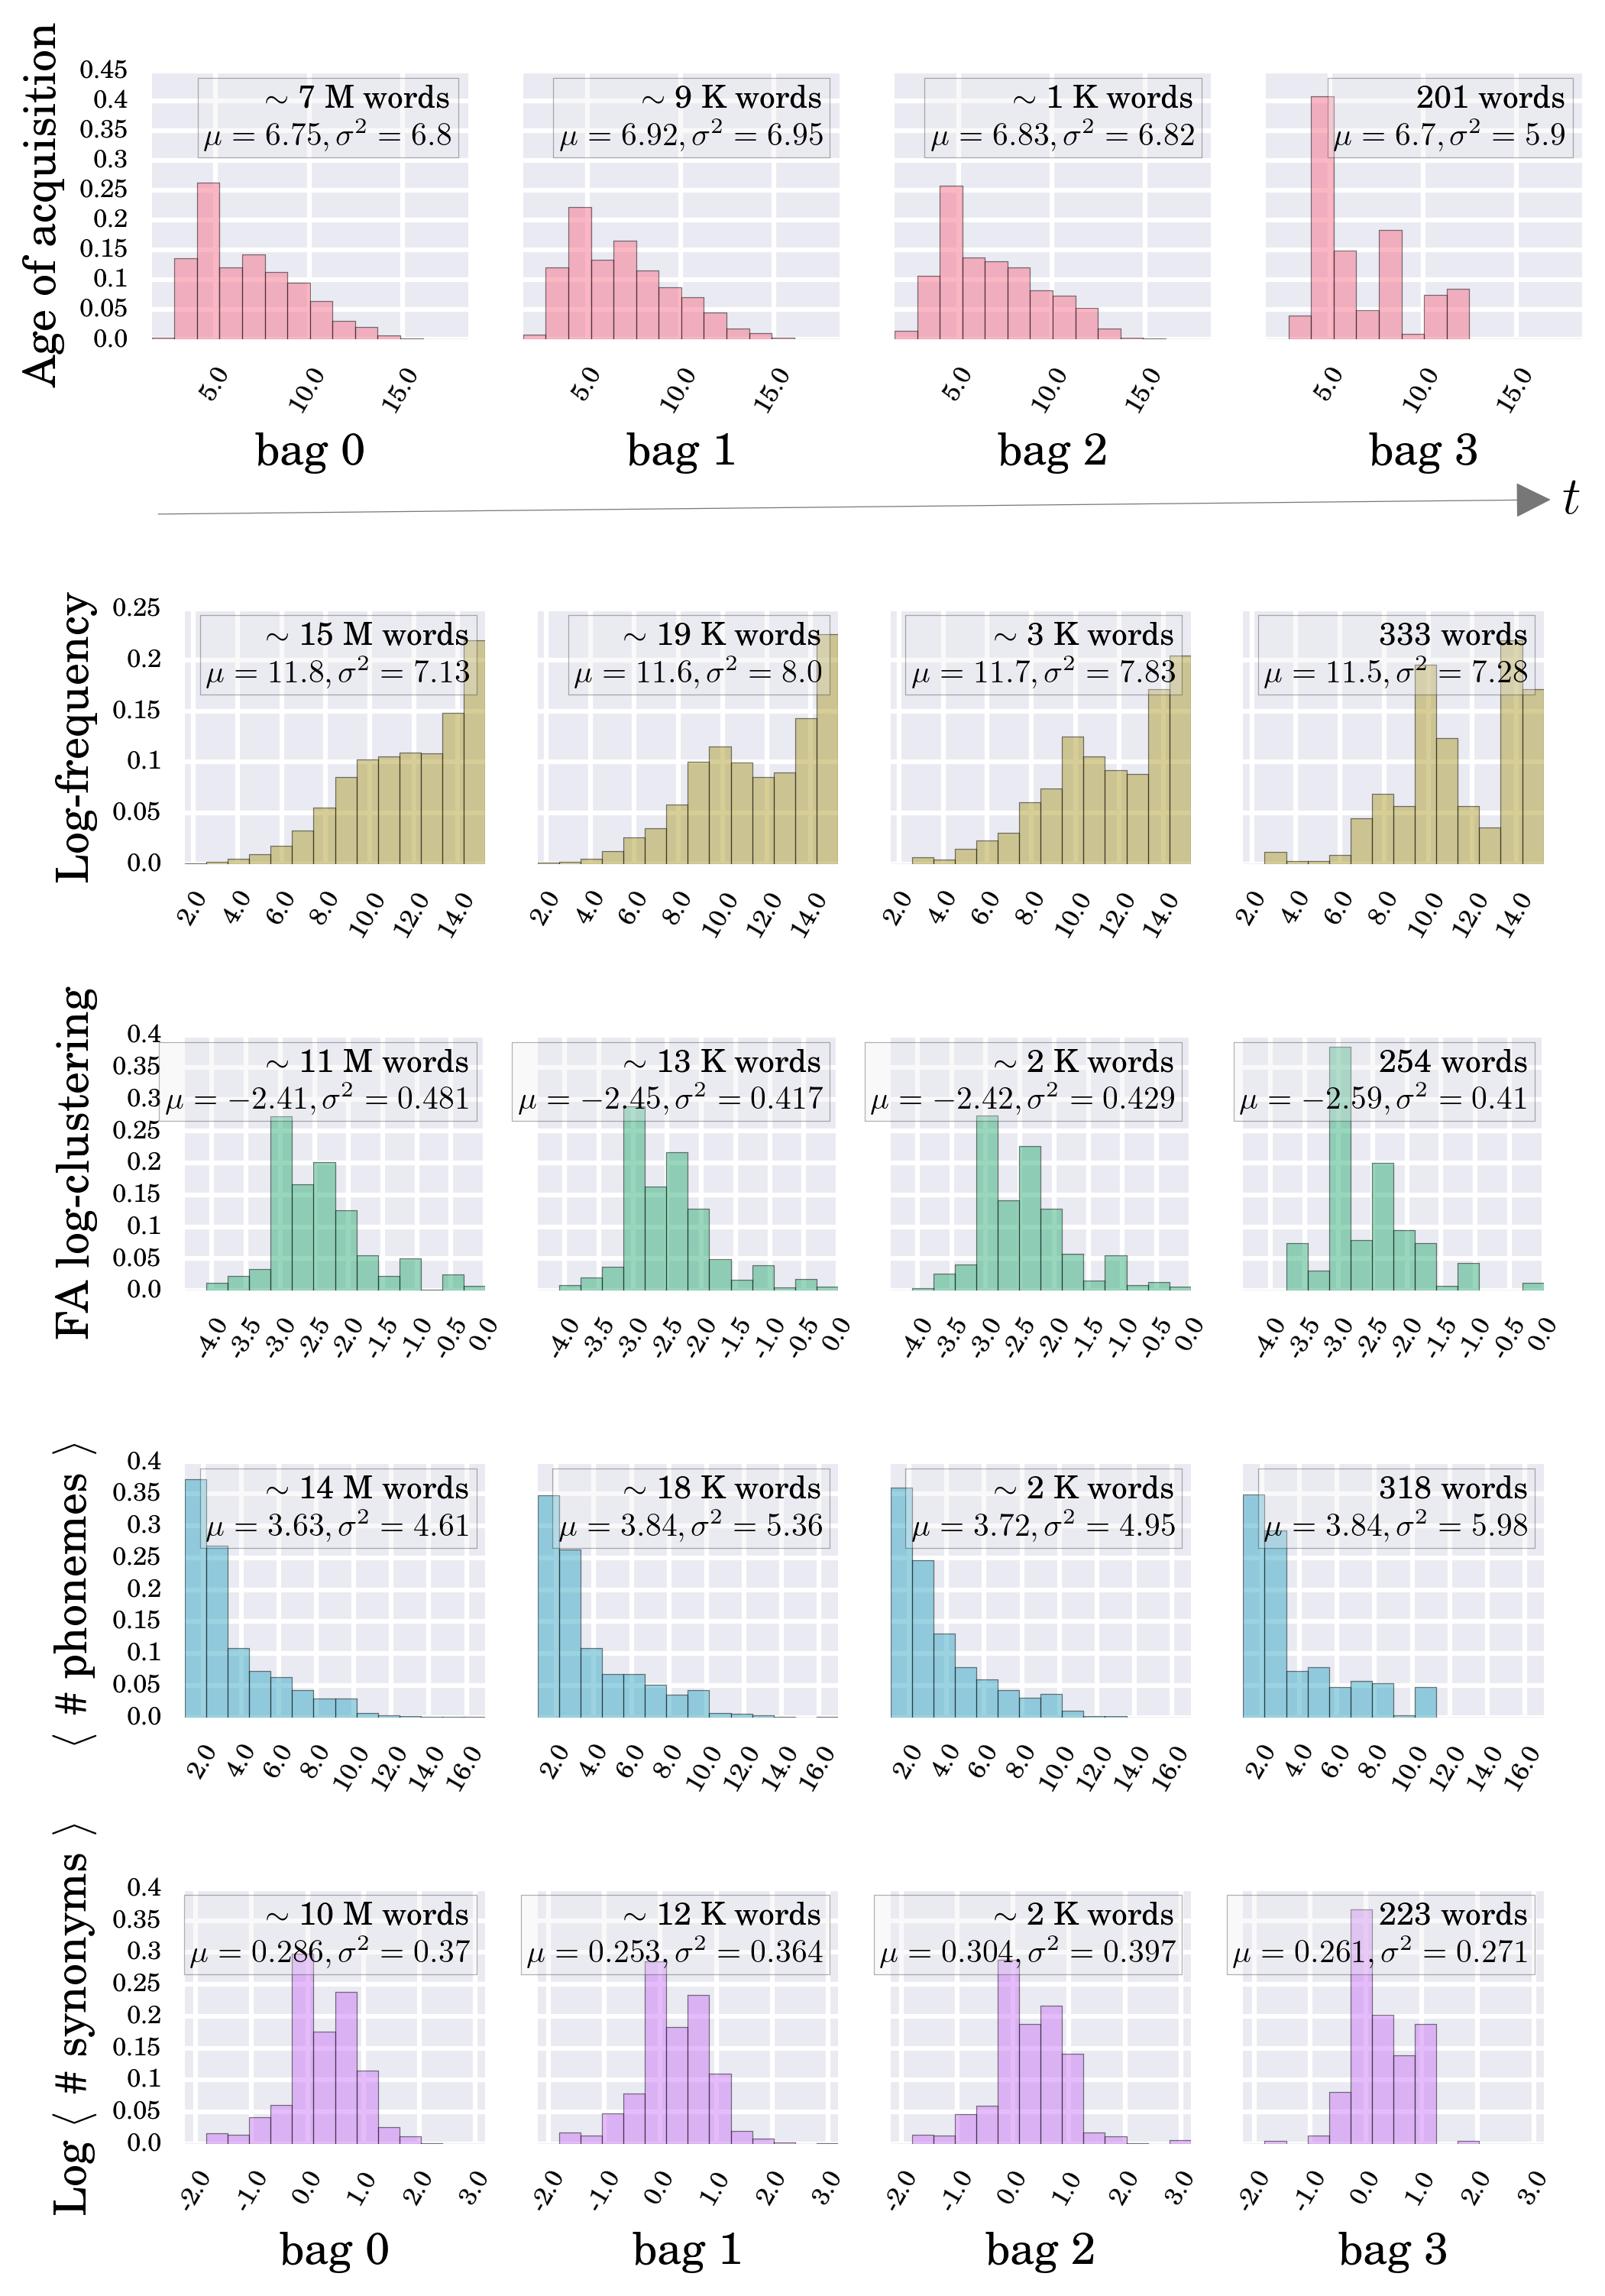 Age of acquisition
0.45
0.4
0.35
0.3
0.25
0.2
0.15
0.1
0.05
0.0
∼ 7 M words
μ = 6.75, σ² = 6.8
∼ 9 K words
μ = 6.92, σ² = 6.95
∼ 1 K words
μ = 6.83, σ² = 6.82
201 words
μ = 6.7, σ² = 5.9
5.0 10.0 15.0 5.0 10.0 15.0 5.0 10.0 15.0 5.0 10.0 15.0
bag 0 bag 1 bag 2 bag 3
t
Log-frequency
0.25
0.2
0.15
0.1
0.05
0.0
∼ 15 M words
μ = 11.8, σ² = 7.13
∼ 19 K words
μ = 11.6, σ² = 8.0
∼ 3 K words
μ = 11.7, σ² = 7.83
333 words
μ = 11.5, σ² = 7.28
2.0 4.0 6.0 8.0 10.0 12.0 14.0 2.0 4.0 6.0 8.0 10.0 12.0 14.0 2.0 4.0 6.0 8.0 10.0 12.0 14.0 2.0 4.0 6.0 8.0 10.0 12.0 14.0
FA log-clustering
0.4
0.35
0.3
0.25
0.2
0.15
0.1
0.05
0.0
∼ 11 M words
μ = −2.41, σ² = 0.481
∼ 13 K words
μ = −2.45, σ² = 0.417
∼ 2 K words
μ = −2.42, σ² = 0.429
254 words
μ = −2.59, σ² = 0.41
-4.0 -3.5 -3.0 -2.5 -2.0 -1.5 -1.0 -0.5 0.0 -4.0 -3.5 -3.0 -2.5 -2.0 -1.5 -1.0 -0.5 0.0 -4.0 -3.5 -3.0 -2.5 -2.0 -1.5 -1.0 -0.5 0.0 -4.0 -3.5 -3.0 -2.5 -2.0 -1.5 -1.0 -0.5 0.0
⟨ # phonemes ⟩
0.4
0.35
0.3
0.25
0.2
0.15
0.1
0.05
0.0
∼ 14 M words
μ = 3.63, σ² = 4.61
∼ 18 K words
μ = 3.84, σ² = 5.36
∼ 2 K words
μ = 3.72, σ² = 4.95
318 words
μ = 3.84, σ² = 5.98
2.0 4.0 6.0 8.0 10.0 12.0 14.0 16.0 2.0 4.0 6.0 8.0 10.0 12.0 14.0 16.0 2.0 4.0 6.0 8.0 10.0 12.0 14.0 16.0 2.0 4.0 6.0 8.0 10.0 12.0 14.0 16.0
Log ⟨ # synonyms ⟩
0.4
0.35
0.3
0.25
0.2
0.15
0.1
0.05
0.0
∼ 10 M words
μ = 0.286, σ² = 0.37
∼ 12 K words
μ = 0.253, σ² = 0.364
∼ 2 K words
μ = 0.304, σ² = 0.397
223 words
μ = 0.261, σ² = 0.271
-2.0 -1.0 0.0 1.0 2.0 3.0 -2.0 -1.0 0.0 1.0 2.0 3.0 -2.0 -1.0 0.0 1.0 2.0 3.0 -2.0 -1.0 0.0 1.0 2.0 3.0
bag 0 bag 1 bag 2 bag 3